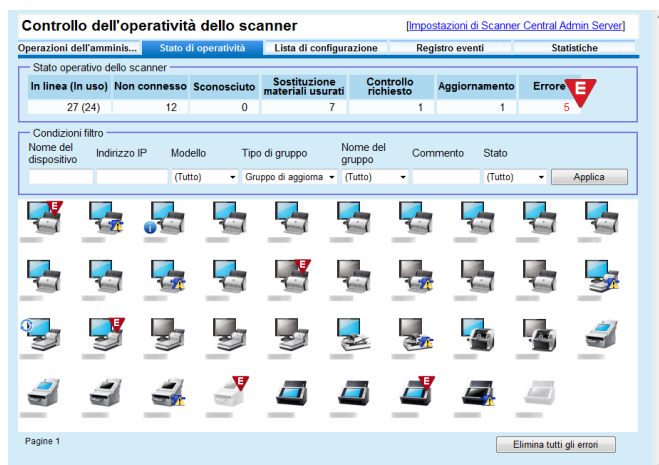 Controllo dell'operatività dello scanner
[Impostazioni di Scanner Central Admin Server]
Operazioni dell'amminis... Stato di operatività Lista di configurazione Registro eventi Statistiche
Stato operativo dello scanner
In linea (In uso) Non connesso Sconosciuto Sostituzione materiali usurati Controllo richiesto Aggiornamento Errore E
27 (24) 12 0 7 1 1 5
Condizioni filtro
Nome del dispositivo Indirizzo IP Modello Tipo di gruppo Nome del gruppo Commento Stato
(Tutto) Gruppo di aggiorna (Tutto) (Tutto) Applica
E
E
E
E
E
Pagine 1
Elimina tutti gli errori